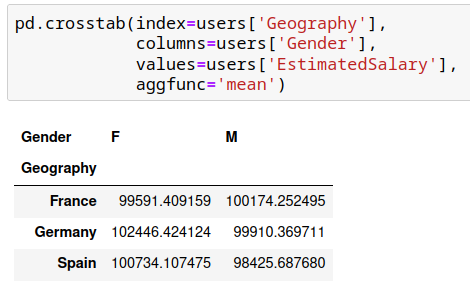 pd.crosstab(index=users['Geography'],
            columns=users['Gender'],
            values=users['EstimatedSalary'],
            aggfunc='mean')
Gender F M
Geography
France 99591.409159 100174.252495
Germany 102446.424124 99910.369711
Spain 100734.107475 98425.687680